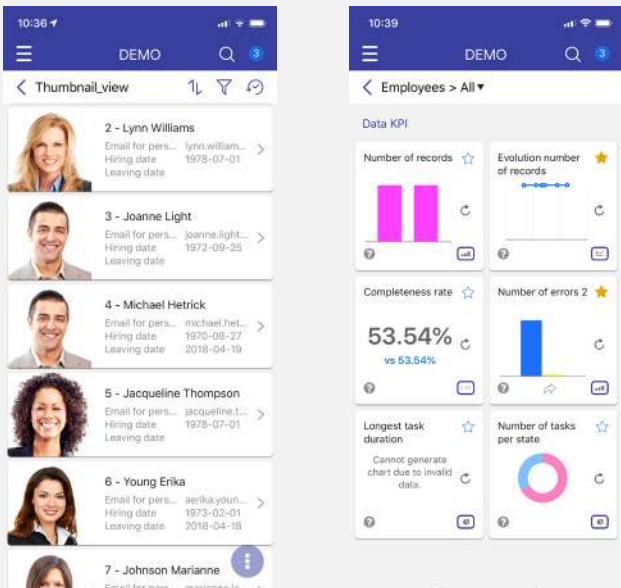 10:36
DEMO
3
Thumbnail_view
2 - Lynn Williams
Email for pers... lynn.william...
Hiring date 1978-07-01
Leaving date
3 - Joanne Light
Email for pers... joanne.light...
Hiring date 1972-09-25
Leaving date
4 - Michael Hetrick
Email for pers... michael.het...
Hiring date 1970-08-27
Leaving date 2018-04-19
5 - Jacqueline Thompson
Email for pers... jacqueline.t...
Hiring date 1978-07-01
Leaving date
6 - Young Erika
Email for pers... aerika.youn...
Hiring date 1973-02-01
Leaving date 2018-04-18
7 - Johnson Marianne
10:39
DEMO
3
Employees > All
Data KPI
Number of records
Evolution number
of records
Completeness rate
53.54%
vs 53.54%
Number of errors 2
Longest task
duration
Cannot generate
chart due to invalid
data.
Number of tasks
per state